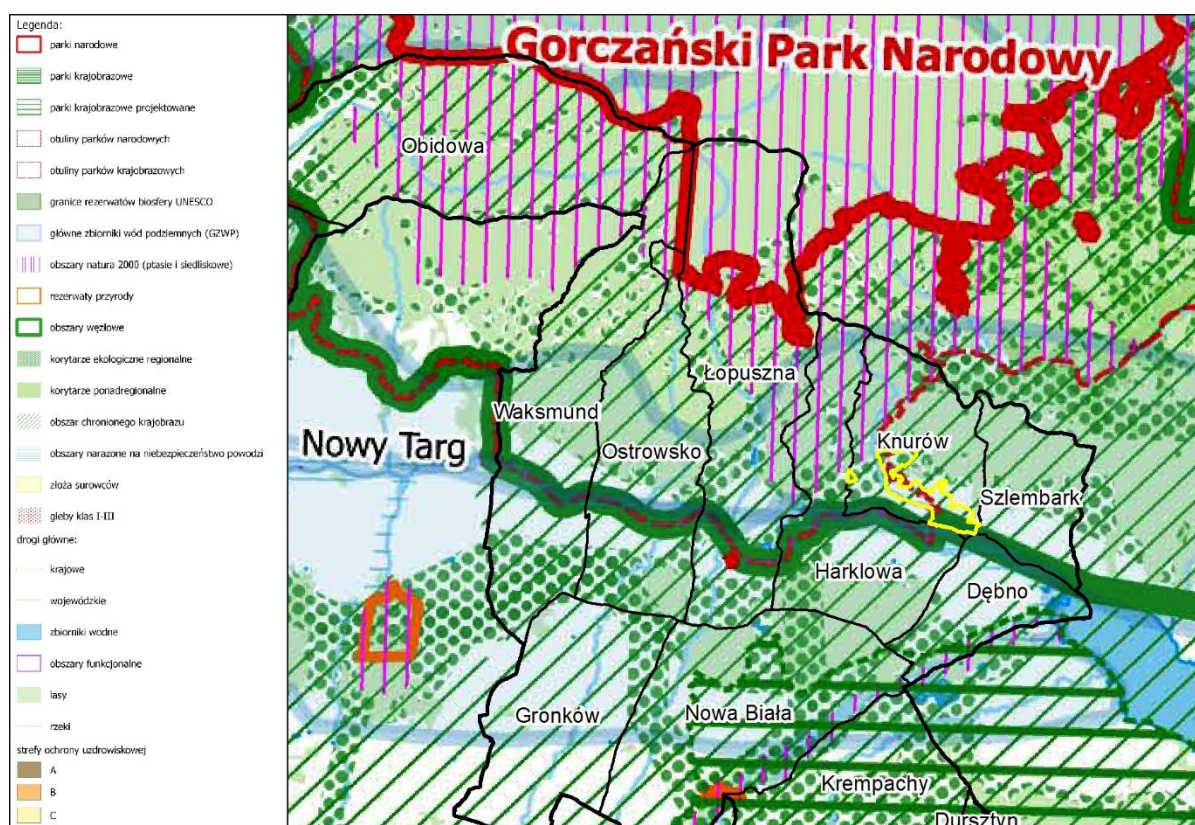 Legenda:
parki narodowe
parki krajobrazowe
parki krajobrazowe projektowane
otuliny parków narodowych
otuliny parków krajobrazowych
granice rezerwatów biosfery UNESCO
główne zbiorniki wód podziemnych (GZWP)
obszary natura 2000 (ptasie i siedliskowe)
rezerwaty przyrody
obszary węzłowe
korytarze ekologiczne regionalne
korytarze ponadregionalne
obszar chronionego krajobrazu
obszary narazone na niebezpieczeństwo powodzi
złoża surowców
gleby klas I-III
drogi główne:
krajowe
wojewódzkie
zbiorniki wodne
obszary funkcjonalne
lasy
rzeki
strefy ochrony uzdrowiskowej
A
B
C
Gorczański Park Narodowy
Obidowa
Łopuszna
Waksmund
Nowy Targ
Ostrowsko
Knurów
Szlembark
Harklowa
Dębno
Gronków
Nowa Biała
Krempachy
Dursztyn